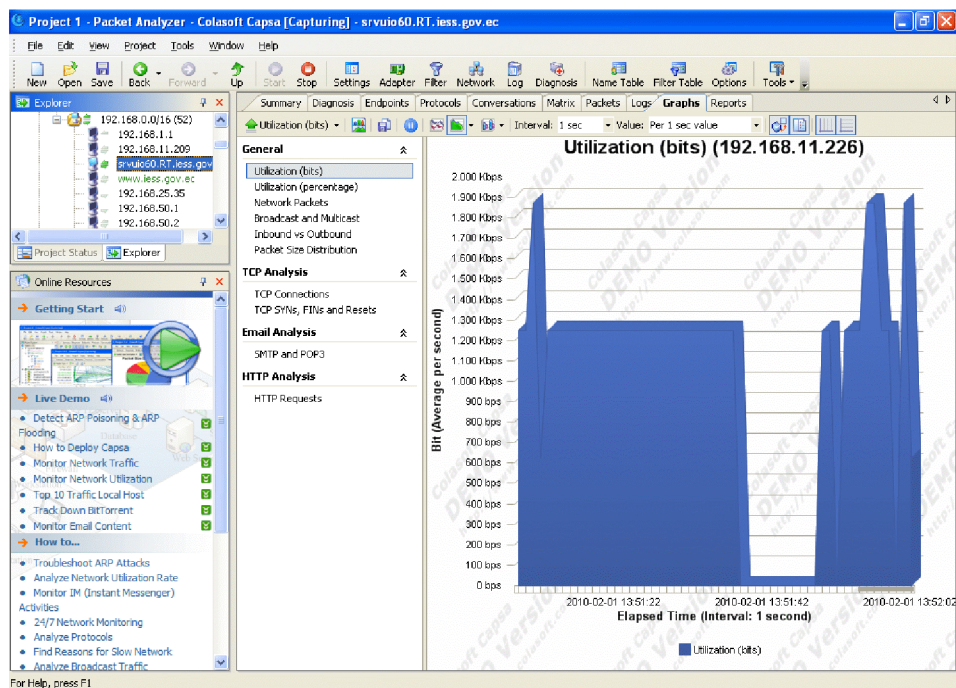 Project 1 - Packet Analyzer - Colasoft Capsa [Capturing] - srvuio60.RT.iess.gov.ec
File Edit View Project Tools Window Help
New Open Save Back Forward Up Start Stop Settings Adapter Filter Network Log Diagnosis Name Table Filter Table Options Tools
Explorer
192.168.0.0/16 (52)
192.168.1.1
192.168.11.209
srvuio60.RT.iess.gov
www.iess.gov.ec
192.168.25.35
192.168.50.1
192.168.50.2
Project Status Explorer
Online Resources
Getting Start
Live Demo
Detect ARP Poisoning & ARP
Flooding
How to Deploy Capsa
Monitor Network Traffic
Monitor Network Utilization
Top 10 Traffic Local Host
Track Down BitTorrent
Monitor Email Content
How to...
Troubleshoot ARP Attacks
Analyze Network Utilization Rate
Monitor IM (Instant Messenger)
Activities
24/7 Network Monitoring
Analyze Protocols
Find Reasons for Slow Network
Analyze Broadcast Traffic
Summary Diagnosis Endpoints Protocols Conversations Matrix Packets Logs Graphs Reports
Utilization (bits) Interval: 1 sec Value: Per 1 sec value
General
Utilization (bits)
Utilization (percentage)
Network Packets
Broadcast and Multicast
Inbound vs Outbound
Packet Size Distribution
TCP Analysis
TCP Connections
TCP SYNs, FINs and Resets
Email Analysis
SMTP and POP3
HTTP Analysis
HTTP Requests
Utilization (bits) (192.168.11.226)
Bit (Average per second)
2.000 Kbps
1.900 Kbps
1.700 Kbps
1.600 Kbps
1.500 Kbps
1.400 Kbps
1.300 Kbps
1.200 Kbps
1.100 Kbps
1.000 Kbps
900 bps
800 bps
700 bps
600 bps
500 bps
400 bps
300 bps
200 bps
100 bps
0 bps
2010-02-01 13:51:22 2010-02-01 13:51:42 2010-02-01 13:52:02
Elapsed Time (Interval: 1 second)
Utilization (bits)
Colasoft Capsa
DEMO Version
http://www.colasoft.com
For Help, press F1